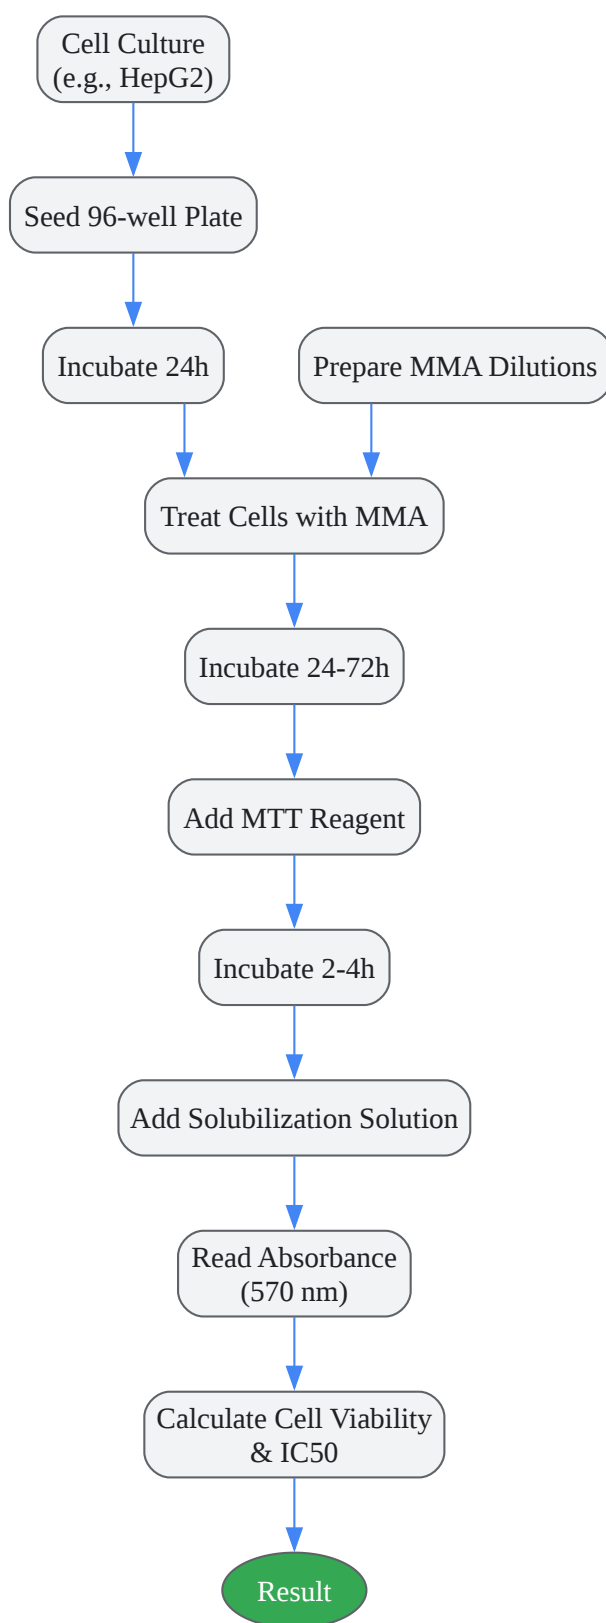 Cell Culture
(e.g., HepG2)
Seed 96-well Plate
Incubate 24h
Prepare MMA Dilutions
Treat Cells with MMA
Incubate 24-72h
Add MTT Reagent
Incubate 2-4h
Add Solubilization Solution
Read Absorbance
(570 nm)
Calculate Cell Viability
& IC50
Result